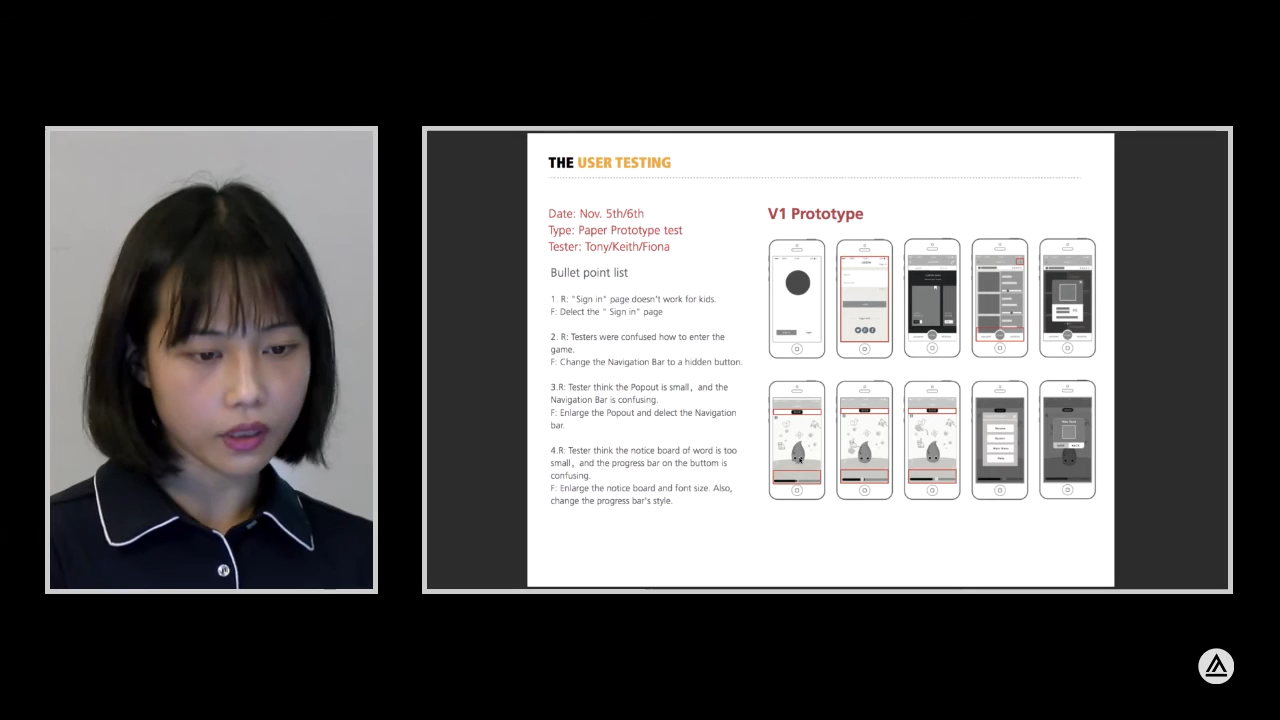 THE USER TESTING
Date: Nov. 5th/6th
Type: Paper Prototype test
Tester: Tony/Keith/Fiona
Bullet point list
1. R: "Sign in" page doesn't work for kids.
F: Delect the " Sign in" page
2. R: Testers were confused how to enter the
game.
F: Change the Navigation Bar to a hidden button.
3.R: Tester think the Popout is small, and the
Navigation Bar is confusing.
F: Enlarge the Popout and delect the Navigation
bar.
4.R: Tester think the notice board of word is too
small, and the progress bar on the buttom is
confusing.
F: Enlarge the notice board and font size. Also,
change the progress bar's style.
V1 Prototype